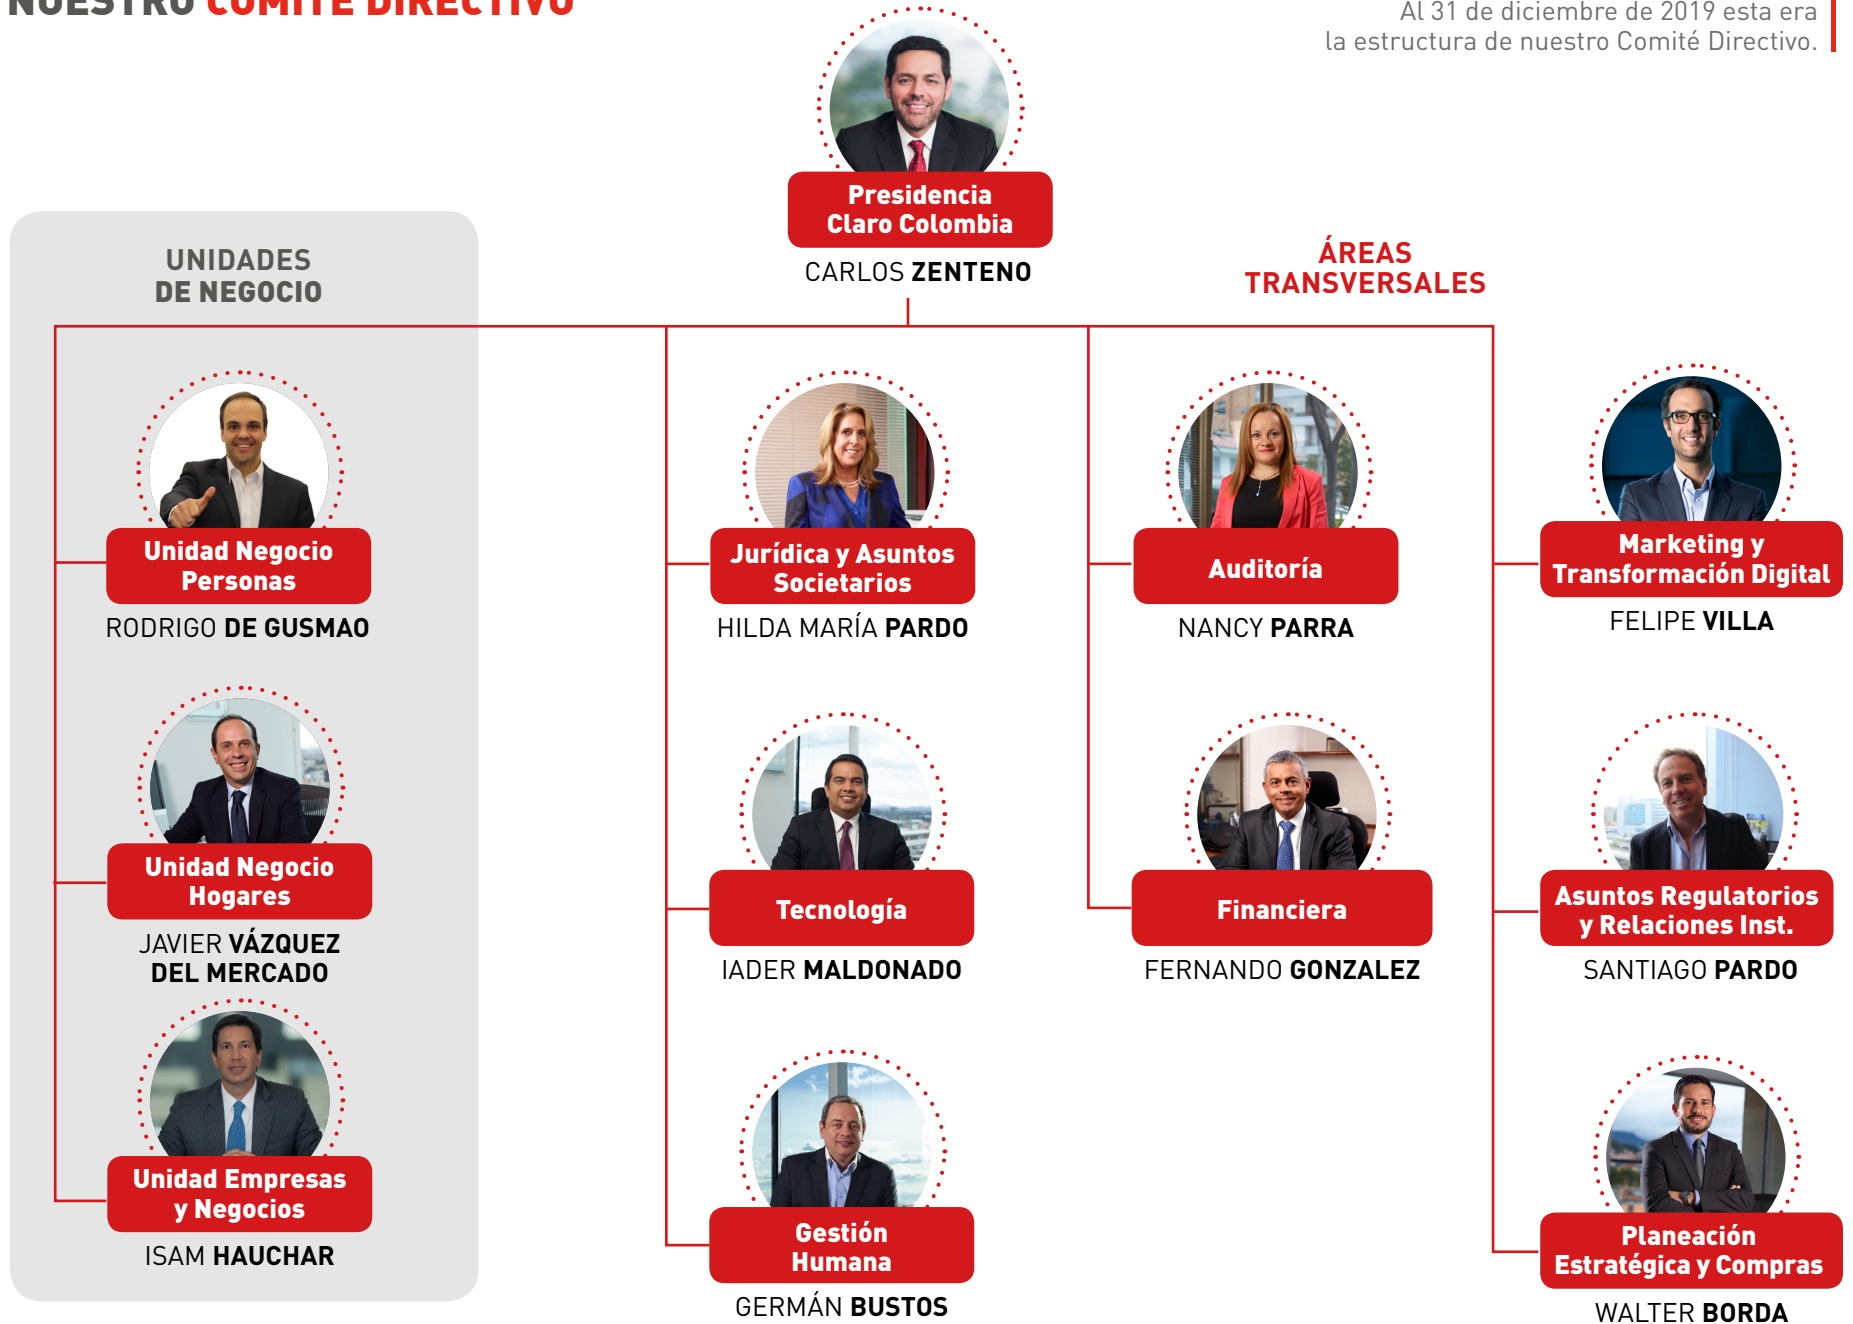 NUESTRO COMITÉ DIRECTIVO
Al 31 de diciembre de 2019 esta era
la estructura de nuestro Comité Directivo.
Presidencia
Claro Colombia
CARLOS ZENTENO
UNIDADES
DE NEGOCIO
ÁREAS
TRANSVERSALES
Unidad Negocio
Personas
RODRIGO DE GUSMAO
Jurídica y Asuntos
Societarios
HILDA MARÍA PARDO
Auditoría
NANCY PARRA
Marketing y
Transformación Digital
FELIPE VILLA
Unidad Negocio
Hogares
JAVIER VÁZQUEZ
DEL MERCADO
Tecnología
IADER MALDONADO
Financiera
FERNANDO GONZALEZ
Asuntos Regulatorios
y Relaciones Inst.
SANTIAGO PARDO
Unidad Empresas
y Negocios
ISAM HAUCHAR
Gestión
Humana
GERMÁN BUSTOS
Planeación
Estratégica y Compras
WALTER BORDA